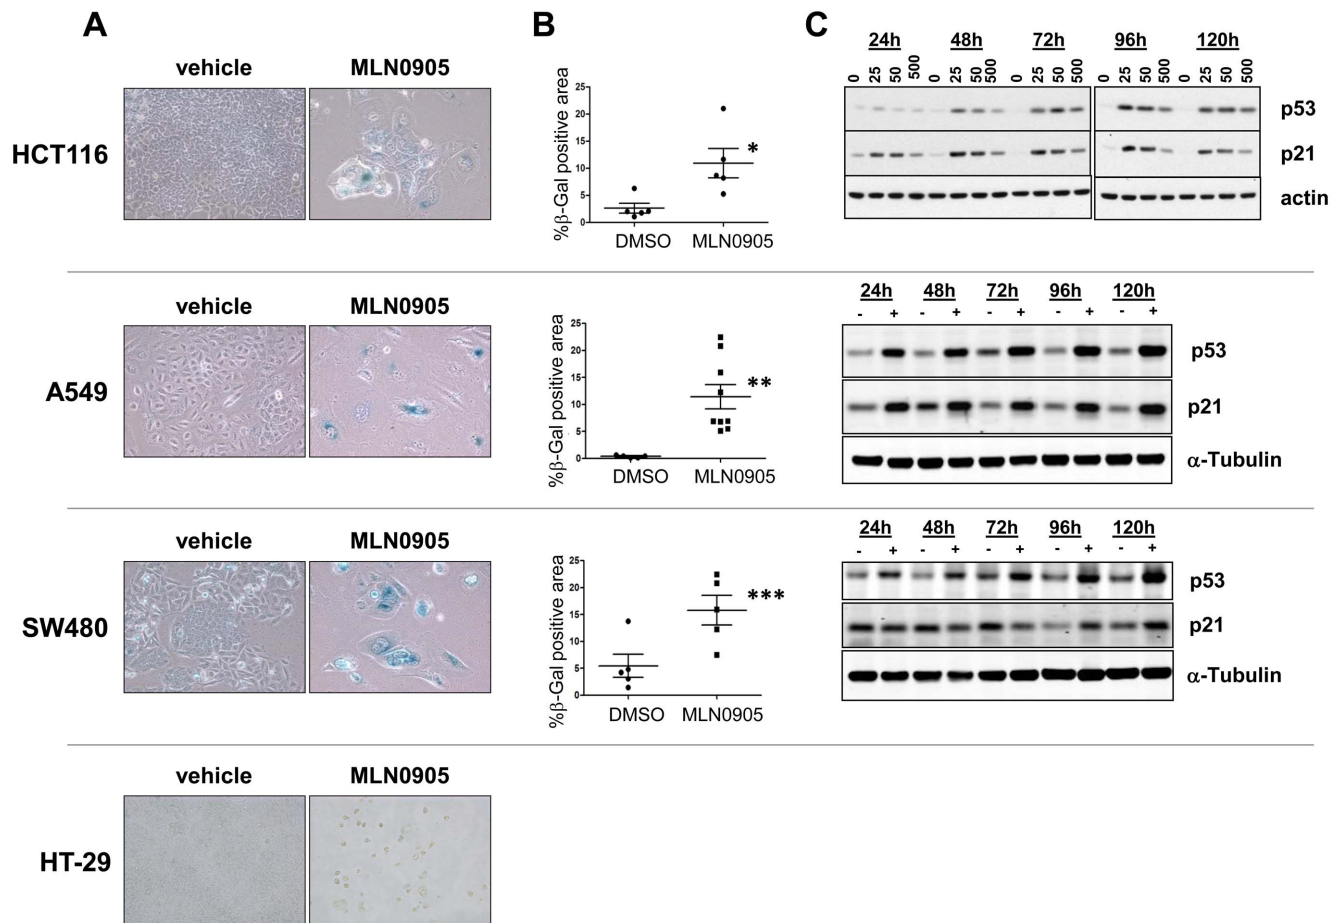 A
B
C
vehicle
MLN0905
HCT116
%β-Gal positive area
25
20
15
10
5
0
DMSO
MLN0905
*
24h
48h
72h
96h
120h
0 25 50 500 0 25 50 500 0 25 50 500 0 25 50 500 0 25 50 500
p53
p21
actin
vehicle
MLN0905
A549
%β-Gal positive area
25
20
15
10
5
0
DMSO
MLN0905
**
24h
48h
72h
96h
120h
- + - + - + - + - +
p53
p21
α-Tubulin
vehicle
MLN0905
SW480
%β-Gal positive area
25
20
15
10
5
0
DMSO
MLN0905
***
24h
48h
72h
96h
120h
- + - + - + - + - +
p53
p21
α-Tubulin
vehicle
MLN0905
HT-29